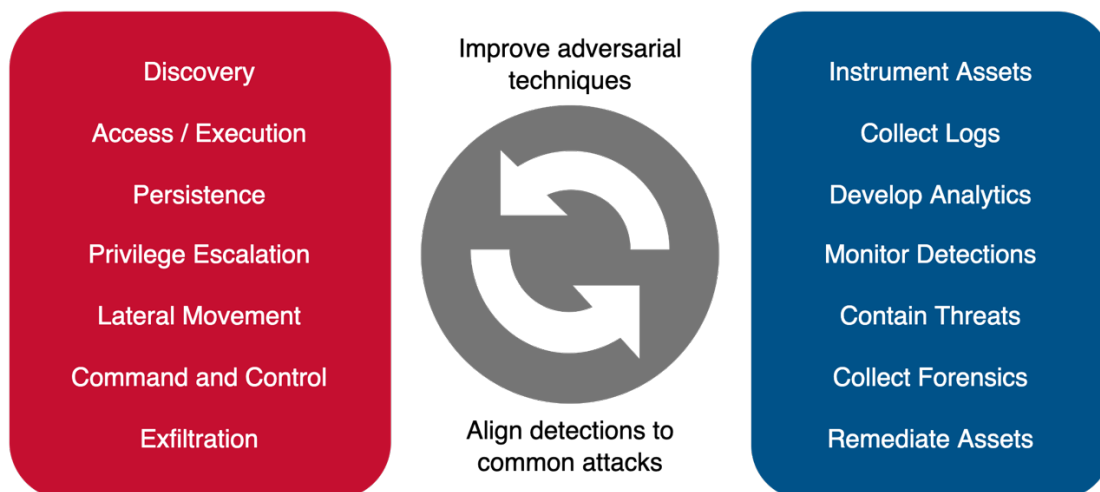 Discovery
Access / Execution
Persistence
Privilege Escalation
Lateral Movement
Command and Control
Exfiltration
Improve adversarial
techniques
Align detections to
common attacks
Instrument Assets
Collect Logs
Develop Analytics
Monitor Detections
Contain Threats
Collect Forensics
Remediate Assets